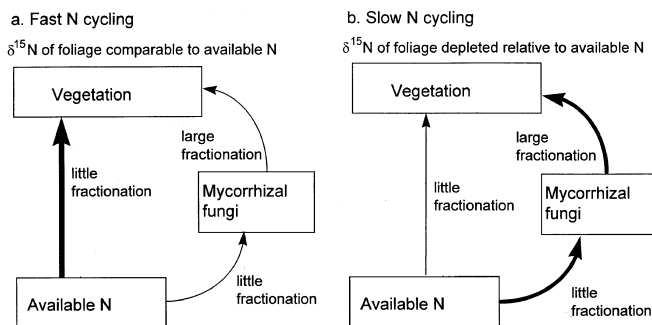 a. Fast N cycling
δ15N of foliage comparable to available N
Vegetation
large
fractionation
little
fractionation
Mycorrhizal
fungi
little
fractionation
Available N
b. Slow N cycling
δ15N of foliage depleted relative to available N
Vegetation
large
fractionation
little
fractionation
Mycorrhizal
fungi
little
fractionation
Available N